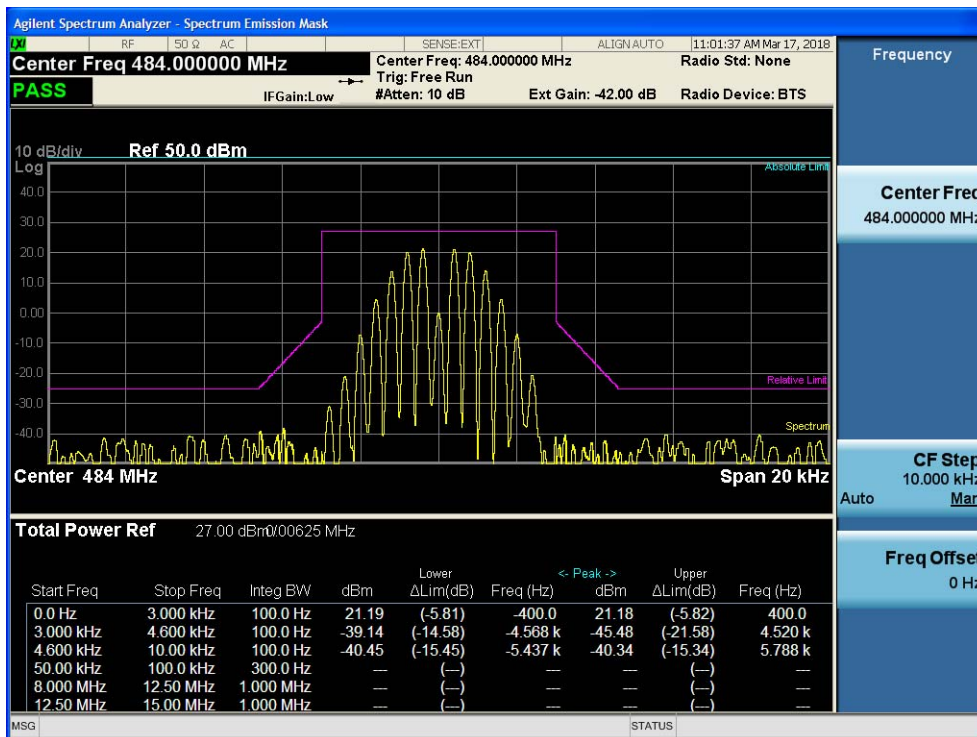 Agilent Spectrum Analyzer - Spectrum Emission Mask
LXI RF 50 Ω AC SENSE:EXT ALIGN AUTO 11:01:37 AM Mar 17, 2018
Center Freq 484.000000 MHz Center Freq: 484.000000 MHz Radio Std: None
Trig: Free Run
PASS IFGain:Low #Atten: 10 dB Ext Gain: -42.00 dB Radio Device: BTS
10 dB/div Ref 50.0 dBm
Log Absolute Limit
40.0
30.0
20.0
10.0
0.00
-10.0
-20.0
Relative Limit
-30.0
Spectrum
-40.0
Center 484 MHz Span 20 kHz
Total Power Ref 27.00 dBm/0.00625 MHz
Lower <- Peak -> Upper
Start Freq Stop Freq Integ BW dBm ΔLim(dB) Freq (Hz) dBm ΔLim(dB) Freq (Hz)
0.0 Hz 3.000 kHz 100.0 Hz 21.19 (-5.81) -400.0 21.18 (-5.82) 400.0
3.000 kHz 4.600 kHz 100.0 Hz -39.14 (-14.58) -4.568 k -45.48 (-21.58) 4.520 k
4.600 kHz 10.00 kHz 100.0 Hz -40.45 (-15.45) -5.437 k -40.34 (-15.34) 5.788 k
50.00 kHz 100.0 kHz 300.0 Hz --- (---) --- --- (---) ---
8.000 MHz 12.50 MHz 1.000 MHz --- (---) --- --- (---) ---
12.50 MHz 15.00 MHz 1.000 MHz --- (---) --- --- (---) ---
MSG STATUS
Frequency
Center Freq
484.000000 MHz
CF Step
10.000 kHz
Auto Man
Freq Offset
0 Hz